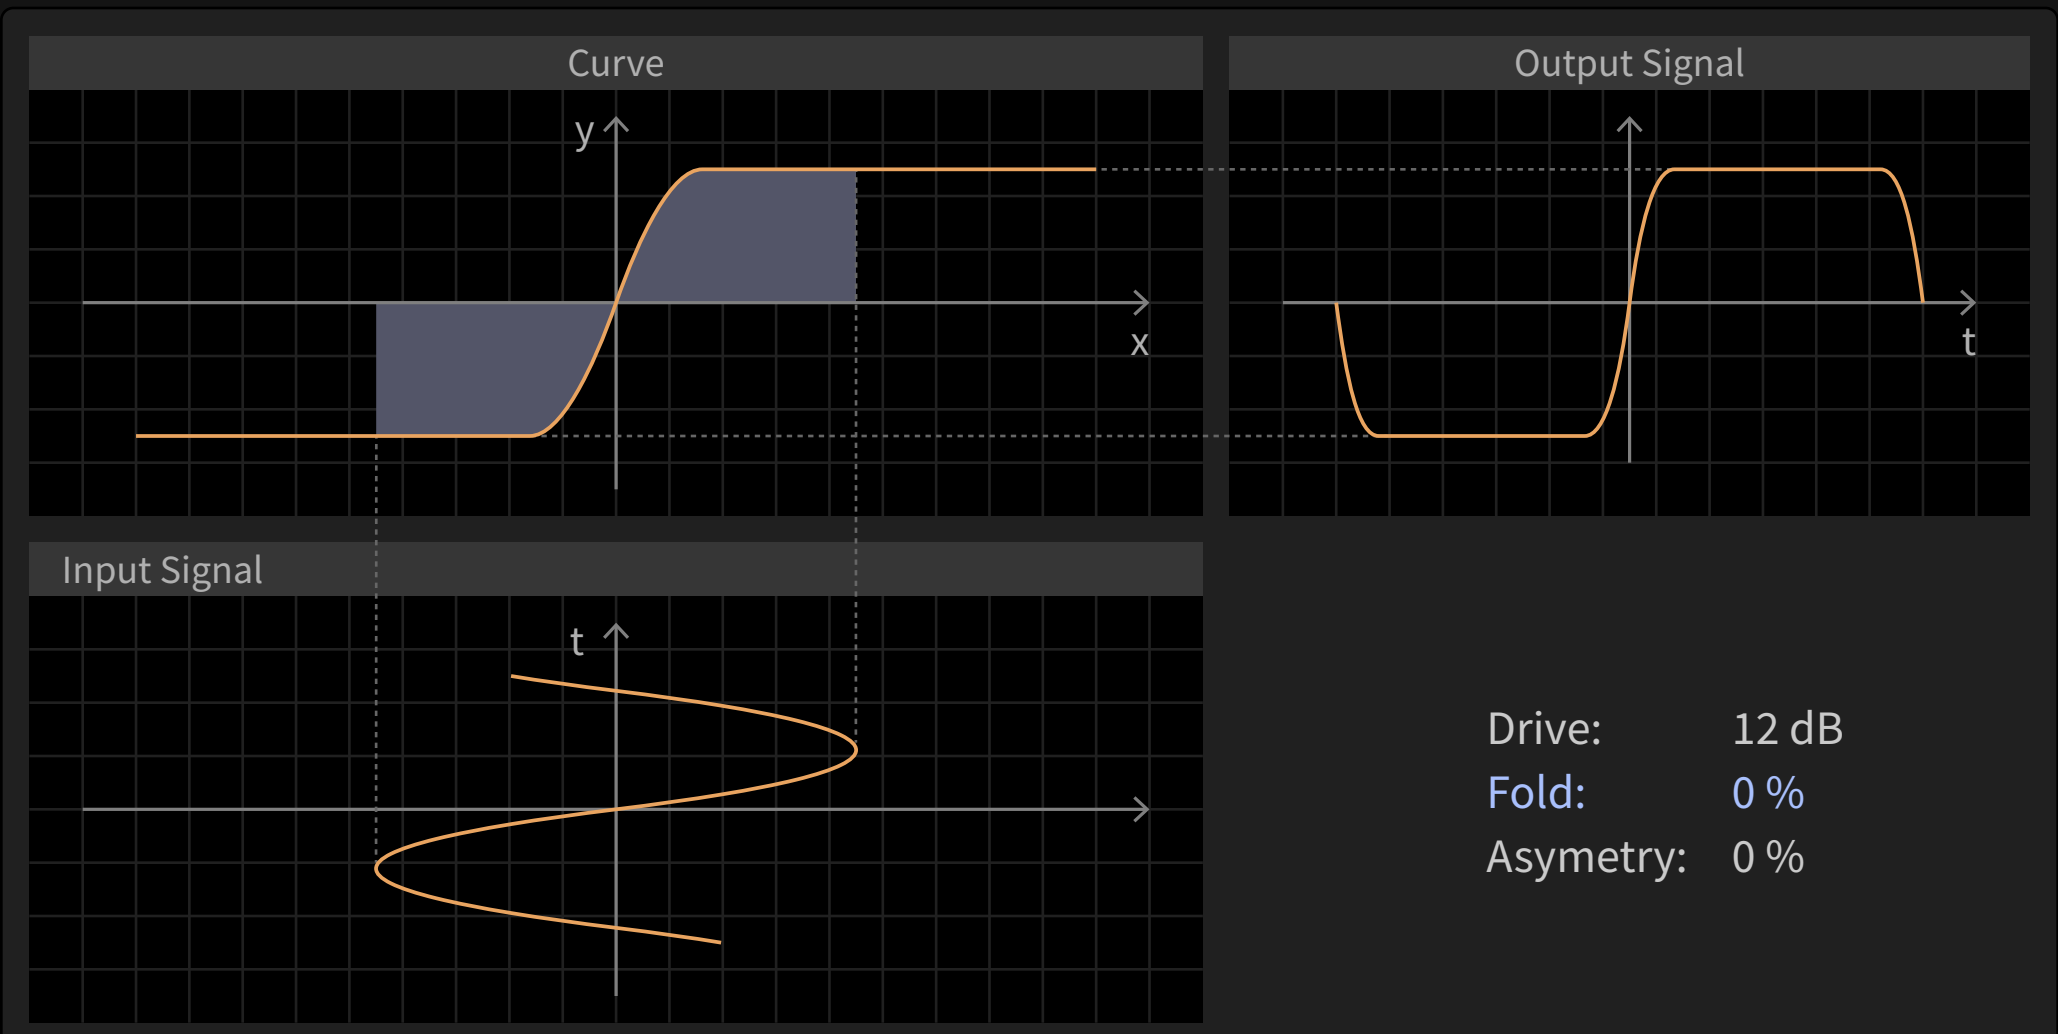 Curve
Output Signal
y
x
t
Input Signal
t
Drive: 12 dB
Fold: 0 %
Asymetry: 0 %